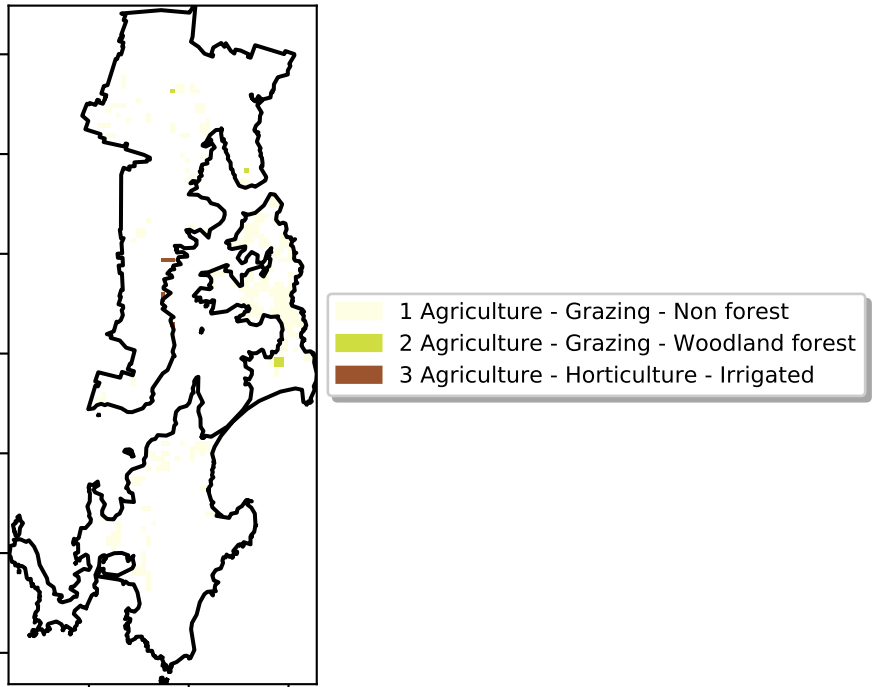 1 Agriculture - Grazing - Non forest
2 Agriculture - Grazing - Woodland forest
3 Agriculture - Horticulture - Irrigated